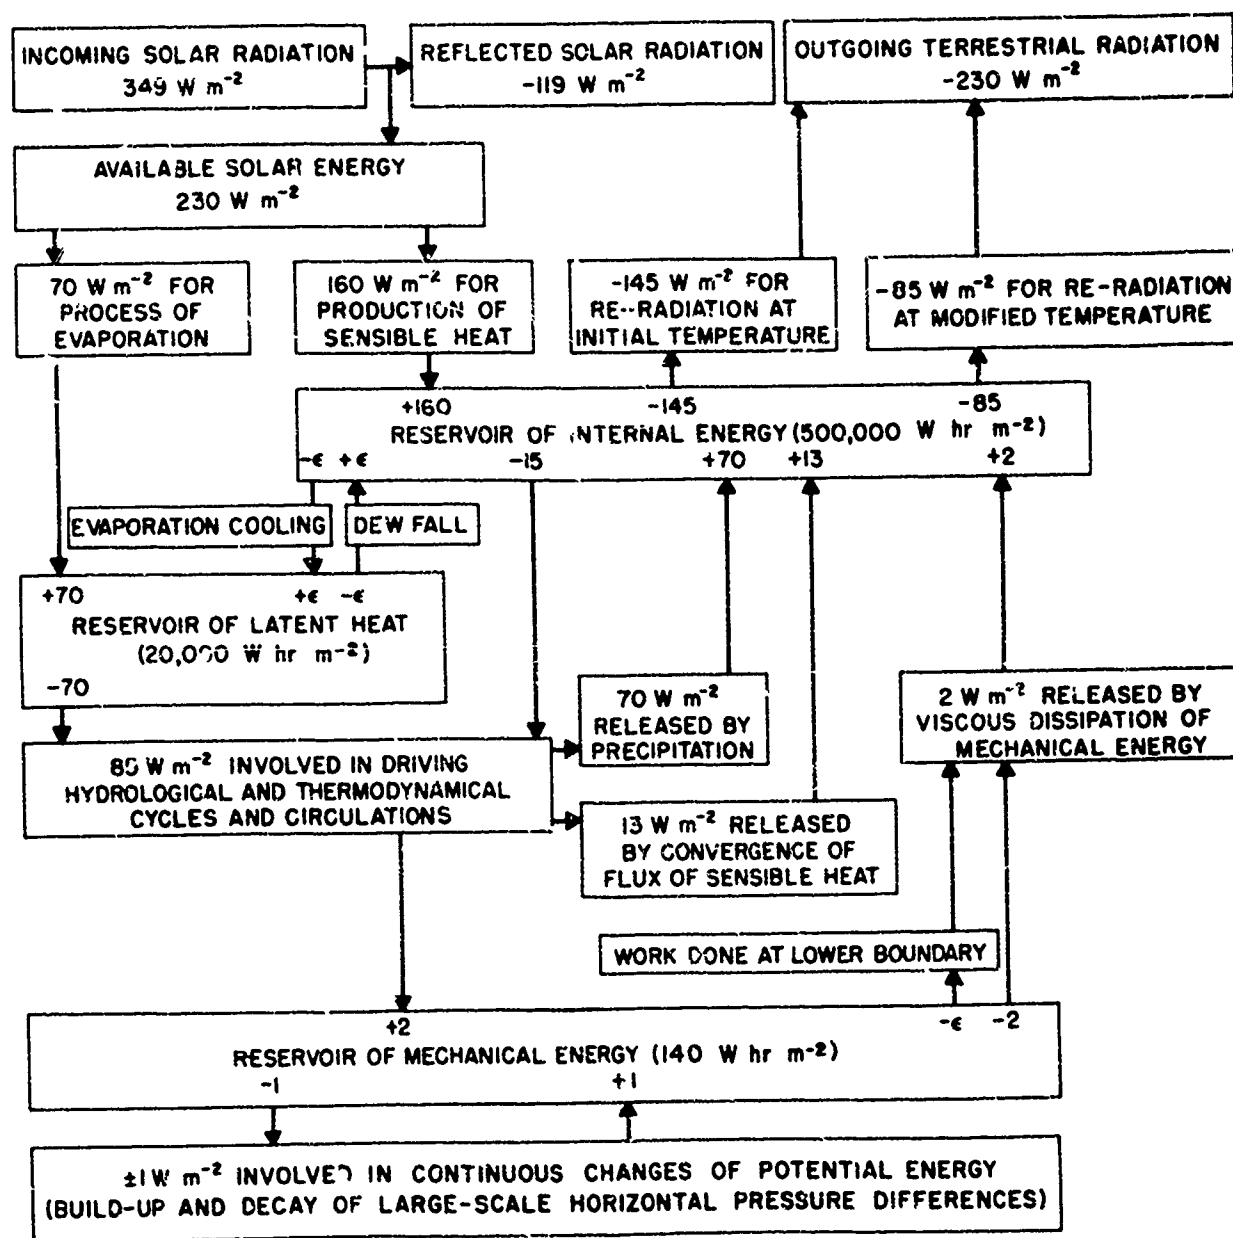 INCOMING SOLAR RADIATION
349 W m⁻²
REFLECTED SOLAR RADIATION
-119 W m⁻²
OUTGOING TERRESTRIAL RADIATION
-230 W m⁻²
AVAILABLE SOLAR ENERGY
230 W m⁻²
70 W m⁻² FOR
PROCESS OF
EVAPORATION
160 W m⁻² FOR
PRODUCTION OF
SENSIBLE HEAT
-145 W m⁻² FOR
RE-RADIATION AT
INITIAL TEMPERATURE
-85 W m⁻² FOR RE-RADIATION
AT MODIFIED TEMPERATURE
+160 -145 -85
RESERVOIR OF INTERNAL ENERGY (500,000 W hr m⁻²)
-ϵ +ϵ -15 +70 +13 +2
EVAPORATION COOLING
DEW FALL
+70 +ϵ -ϵ
RESERVOIR OF LATENT HEAT
(20,000 W hr m⁻²)
-70
70 W m⁻²
RELEASED BY
PRECIPITATION
2 W m⁻² RELEASED BY
VISCOUS DISSIPATION OF
MECHANICAL ENERGY
85 W m⁻² INVOLVED IN DRIVING
HYDROLOGICAL AND THERMODYNAMICAL
CYCLES AND CIRCULATIONS
13 W m⁻² RELEASED
BY CONVERGENCE OF
FLUX OF SENSIBLE HEAT
WORK DONE AT LOWER BOUNDARY
+2 -ϵ -2
RESERVOIR OF MECHANICAL ENERGY (140 W hr m⁻²)
-1 +1
±1 W m⁻² INVOLVED IN CONTINUOUS CHANGES OF POTENTIAL ENERGY
(BUILD-UP AND DECAY OF LARGE-SCALE HORIZONTAL PRESSURE DIFFERENCES)